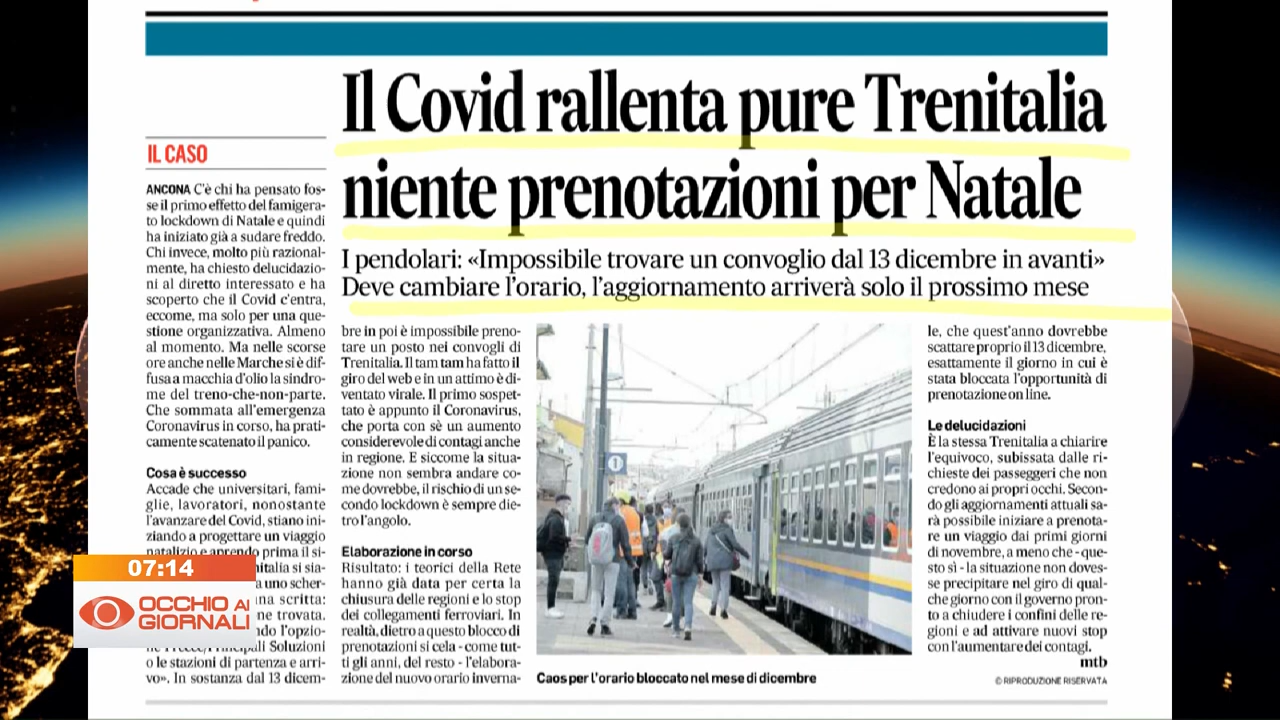 Il Covid rallenta pure Trenitalia
niente prenotazioni per Natale
I pendolari: «Impossibile trovare un convoglio dal 13 dicembre in avanti»
Deve cambiare l'orario, l'aggiornamento arriverà solo il prossimo mese
IL CASO
ANCONA C'è chi ha pensato fos-
se il primo effetto del famigera-
to lockdown di Natale e quindi
ha iniziato già a sudare freddo.
Chi invece, molto più razional-
mente, ha chiesto delucidazio-
ni al diretto interessato e ha
scoperto che il Covid c'entra,
eccome, ma solo per una que-
stione organizzativa. Almeno
al momento. Ma nelle scorse
ore anche nelle Marche si è dif-
fusa a macchia d'olio la sindro-
me del treno-che-non-parte.
Che sommata all'emergenza
Coronavirus in corso, ha prati-
camente scatenato il panico.
Cosa è successo
Accade che universitari, fami-
glie, lavoratori, nonostante
l'avanzare del Covid, stiano ini-
ziando a progettare un viaggio
natalizio e aprendo prima il si-
nitalia si sia-
a uno scher-
na scritta:
ne trovata.
ndo l'opzio-
Soluzioni
o le stazioni di partenza e arri-
vo». In sostanza dal 13 dicem-
bre in poi è impossibile preno-
tare un posto nei convogli di
Trenitalia. Il tam tam ha fatto il
giro del web e in un attimo è di-
ventato virale. Il primo sospet-
tato è appunto il Coronavirus,
che porta con sè un aumento
considerevole di contagi anche
in regione. E siccome la situa-
zione non sembra andare co-
me dovrebbe, il rischio di un se-
condo lockdown è sempre die-
tro l'angolo.
Elaborazione in corso
Risultato: i teorici della Rete
hanno già data per certa la
chiusura delle regioni e lo stop
dei collegamenti ferroviari. In
realtà, dietro a questo blocco di
prenotazioni si cela - come tut-
ti gli anni, del resto - l'elabora-
zione del nuovo orario inverna-
1
Caos per l'orario bloccato nel mese di dicembre
le, che quest'anno dovrebbe
scattare proprio il 13 dicembre,
esattamente il giorno in cui è
stata bloccata l'opportunità di
prenotazione on line.
Le delucidazioni
È la stessa Trenitalia a chiarire
l'equivoco, subissata dalle ri-
chieste dei passeggeri che non
credono ai propri occhi. Secon-
do gli aggiornamenti attuali sa-
rà possibile iniziare a prenota-
re un viaggio dai primi giorni
di novembre, a meno che - que-
sto sì - la situazione non doves-
se precipitare nel giro di qual-
che giorno con il governo pron-
to a chiudere i confini delle re-
gioni e ad attivare nuovi stop
con l'aumentare dei contagi.
mtb
© RIPRODUZIONE RISERVATA
07:14
OCCHIO AI
GIORNALI